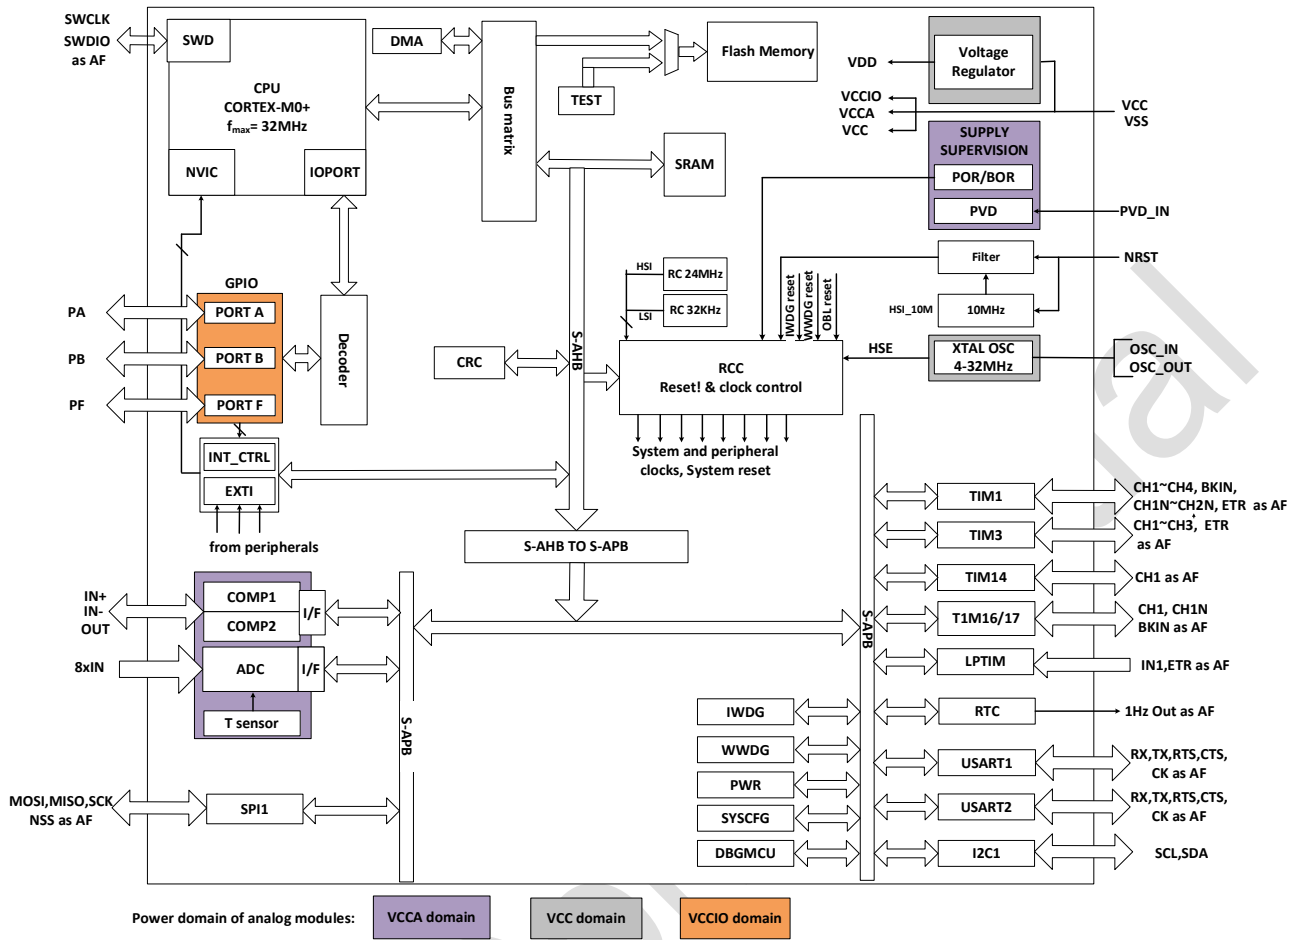 SWCLK
SWDIO
as AF
SWD
CPU
CORTEX-M0+
fmax= 32MHz
NVIC
IOPORT
DMA
Bus matrix
TEST
Flash Memory
SRAM
VDD
VCCIO
VCCA
VCC
Voltage
Regulator
VCC
VSS
SUPPLY
SUPERVISION
POR/BOR
PVD
PVD_IN
Filter
NRST
HSI_10M
10MHz
HSE
XTAL OSC
4-32MHz
OSC_IN
OSC_OUT
HSI
RC 24MHz
LSI
RC 32KHz
IWDG reset
WWDG reset
OBL reset
RCC
Reset! & clock control
System and peripheral
clocks, System reset
GPIO
PA
PORT A
PB
PORT B
PF
PORT F
Decoder
CRC
S-AHB
INT_CTRL
EXTI
from peripherals
S-AHB TO S-APB
IN+
IN-
OUT
COMP1
COMP2
I/F
8xIN
ADC
I/F
T sensor
S-APB
MOSI,MISO,SCK
NSS as AF
SPI1
S-APB
TIM1
CH1~CH4, BKIN,
CH1N~CH2N, ETR as AF
TIM3
CH1~CH3, ETR
as AF
TIM14
CH1 as AF
T1M16/17
CH1, CH1N
BKIN as AF
LPTIM
IN1,ETR as AF
IWDG
RTC
1Hz Out as AF
WWDG
USART1
RX,TX,RTS,CTS,
CK as AF
PWR
SYSCFG
USART2
RX,TX,RTS,CTS,
CK as AF
DBGMCU
I2C1
SCL,SDA
Power domain of analog modules:
VCCA domain
VCC domain
VCCIO domain